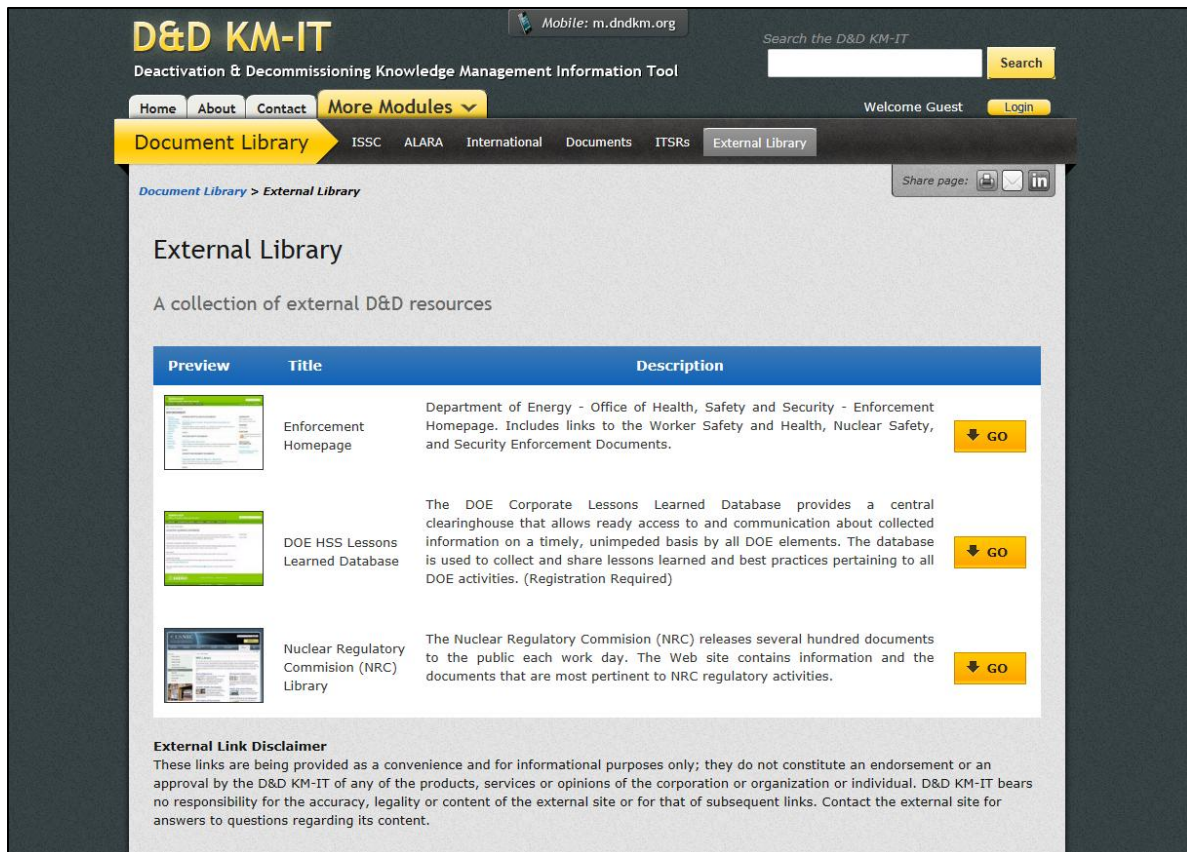 D&D KM-IT
Mobile: m.dndkm.org
Search the D&D KM-IT
Deactivation & Decommissioning Knowledge Management Information Tool
Search
Home About Contact More Modules
Welcome Guest Login
Document Library ISSC ALARA International Documents ITSRs External Library
Document Library > External Library
Share page: in
External Library
A collection of external D&D resources
Preview Title Description
Enforcement
Homepage
Department of Energy - Office of Health, Safety and Security - Enforcement
Homepage. Includes links to the Worker Safety and Health, Nuclear Safety,
and Security Enforcement Documents.
GO
DOE HSS Lessons
Learned Database
The DOE Corporate Lessons Learned Database provides a central
clearinghouse that allows ready access to and communication about collected
information on a timely, unimpeded basis by all DOE elements. The database
is used to collect and share lessons learned and best practices pertaining to all
DOE activities. (Registration Required)
GO
Nuclear Regulatory
Commision (NRC)
Library
The Nuclear Regulatory Commision (NRC) releases several hundred documents
to the public each work day. The Web site contains information and the
documents that are most pertinent to NRC regulatory activities.
GO
External Link Disclaimer
These links are being provided as a convenience and for informational purposes only; they do not constitute an endorsement or an
approval by the D&D KM-IT of any of the products, services or opinions of the corporation or organization or individual. D&D KM-IT bears
no responsibility for the accuracy, legality or content of the external site or for that of subsequent links. Contact the external site for
answers to questions regarding its content.